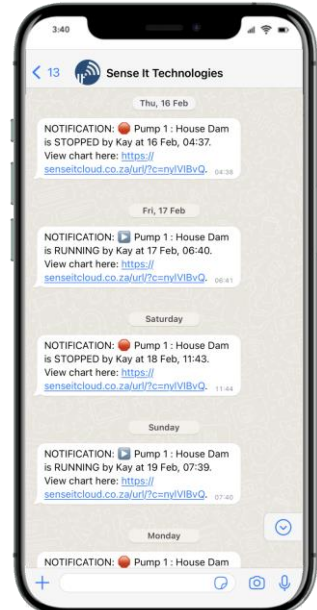 3:40
13 Sense It Technologies
Thu, 16 Feb
NOTIFICATION: 🛑 Pump 1 : House Dam
is STOPPED by Kay at 16 Feb, 04:37.
View chart here: https://
senseitcloud.co.za/url/?c=nylVIBvQ. 04:38
Fri, 17 Feb
NOTIFICATION: ▶️ Pump 1 : House Dam
is RUNNING by Kay at 17 Feb, 06:40.
View chart here: https://
senseitcloud.co.za/url/?c=nylVIBvQ. 06:41
Saturday
NOTIFICATION: 🛑 Pump 1 : House Dam
is STOPPED by Kay at 18 Feb, 11:43.
View chart here: https://
senseitcloud.co.za/url/?c=nylVIBvQ. 11:44
Sunday
NOTIFICATION: ▶️ Pump 1 : House Dam
is RUNNING by Kay at 19 Feb, 07:39.
View chart here: https://
senseitcloud.co.za/url/?c=nylVIBvQ. 07:40
Monday
NOTIFICATION: 🛑 Pump 1 : House Dam